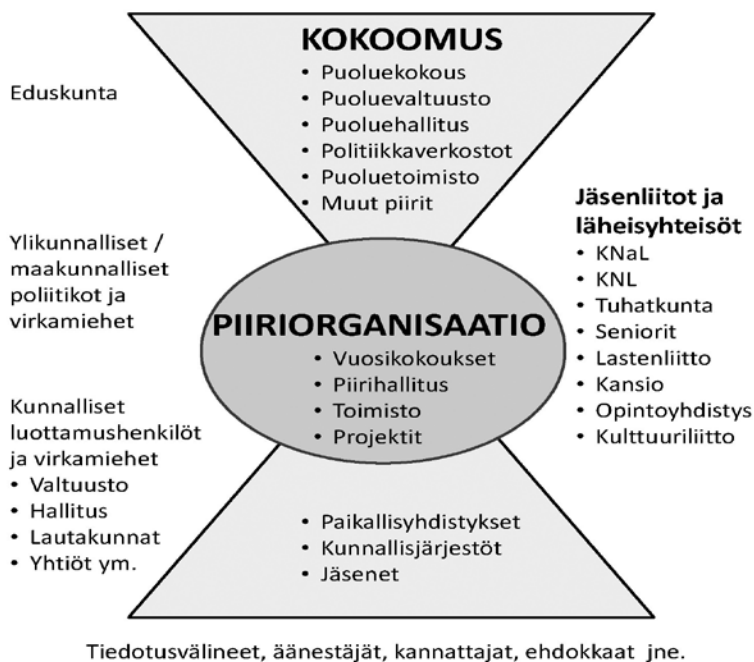 KOKOOMUS
• Puoluekokous
• Puoluevaltuusto
• Puoluehallitus
• Politiikkaverkostot
• Puoluetoimisto
• Muut piirit
Eduskunta
Ylikunnalliset /
maakunnalliset
poliitikot ja
virkamiehet
Kunnalliset
luottamushenkilöt
ja virkamiehet
• Valtuusto
• Hallitus
• Lautakunnat
• Yhtiöt ym.
PIIRIORGANISAATIO
• Vuosikokoukset
• Piirihallitus
• Toimisto
• Projektit
Jäsenliitot ja
läheisyhteisöt
• KNaL
• KNL
• Tuhatkunta
• Seniorit
• Lastenliitto
• Kansio
• Opintoyhdistys
• Kulttuuriliitto
• Paikallisyhdistykset
• Kunnallisjärjestöt
• Jäsenet
Tiedotusvälineet, äänestäjät, kannattajat, ehdokkaat jne.